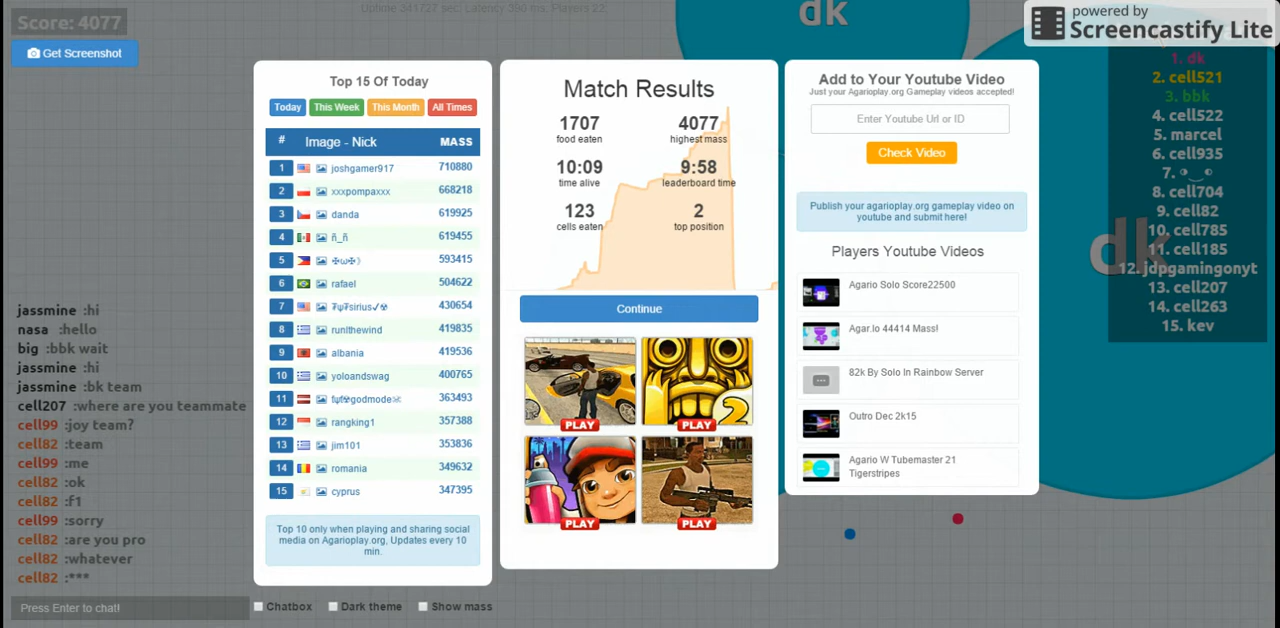 Score: 4077
Get Screenshot
Uptime 341727 sec; Latency 390 ms; Players 22;
dk
powered by
Screencastify Lite
Top 15 Of Today
Today This Week This Month All Times
# Image - Nick MASS
1 joshgamer917 710880
2 xxxpompaxxx 668218
3 danda 619925
4 ñ_ñ 619455
5 593415
6 rafael 504622
7 430654
8 runithewind 419835
9 albania 419536
10 yoloandswag 400765
11 363493
12 rangking1 357388
13 jim101 353836
14 romania 349632
15 cyprus 347395
Top 10 only when playing and sharing social
media on Agarioplay.org, Updates every 10
min.
Match Results
1707 4077
food eaten highest mass
10:09 9:58
time alive leaderboard time
123 2
cells eaten top position
Continue
PLAY PLAY
2
PLAY PLAY
Add to Your Youtube Video
Just your Agarioplay.org Gameplay videos accepted!
Enter Youtube Url or ID
Check Video
Publish your agarioplay.org gameplay video on
youtube and submit here!
Players Youtube Videos
Agario Solo Score22500
Agar.Io 44414 Mass!
82k By Solo In Rainbow Server
Outro Dec 2k15
Agario W Tubemaster 21
Tigerstripes
1. dk
2. cell521
3. bbk
4. cell522
5. marcel
6. cell935
7.
8. cell704
9. cell82
10. cell785
11. cell185
12. jdpgamingonyt
13. cell207
14. cell263
15. kev
dk
jassmine :hi
nasa :hello
big :bbk wait
jassmine :hi
jassmine :bk team
cell207 :where are you teammate
cell99 :joy team?
cell82 :team
cell99 :me
cell82 :ok
cell82 :f1
cell99 :sorry
cell82 :are you pro
cell82 :whatever
cell82 :***
Press Enter to chat!
Chatbox Dark theme Show mass